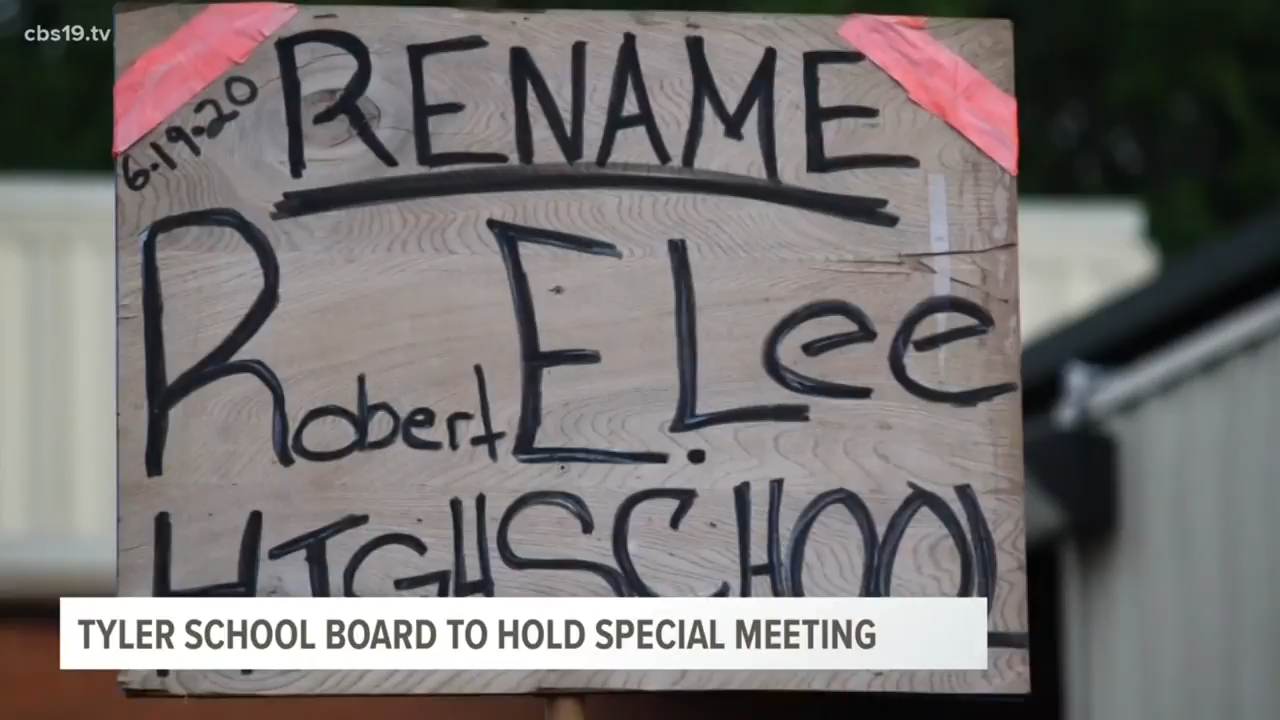 cbs19.tv
6-19-20
RENAME
Robert E. Lee
HIGH SCHOOL
TYLER SCHOOL BOARD TO HOLD SPECIAL MEETING